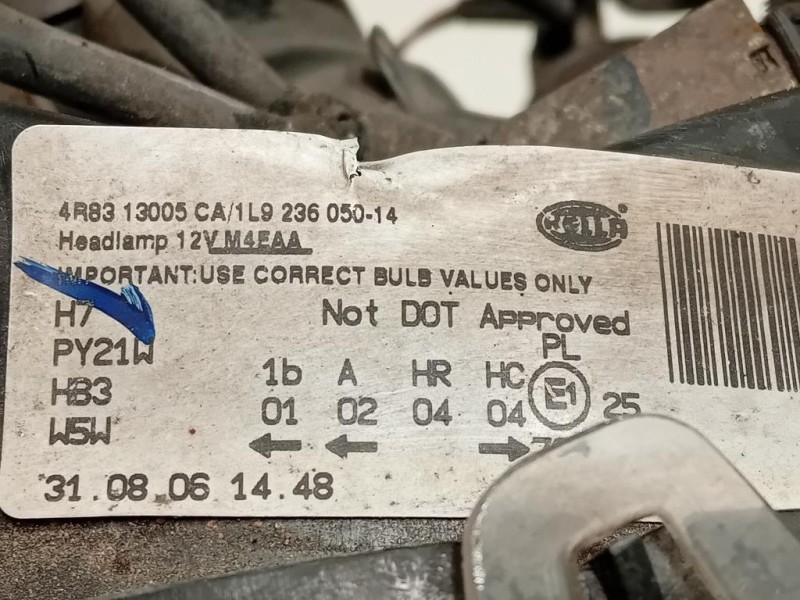 4R83 13005 CA/1L9 236 050-14
HELLA
Headlamp 12V M4EAA
IMPORTANT:USE CORRECT BULB VALUES ONLY
H7 Not DOT Approved
PY21W PL
HB3 1b A HR HC E1
W5W 01 02 04 04 25
31.08.06 14.48